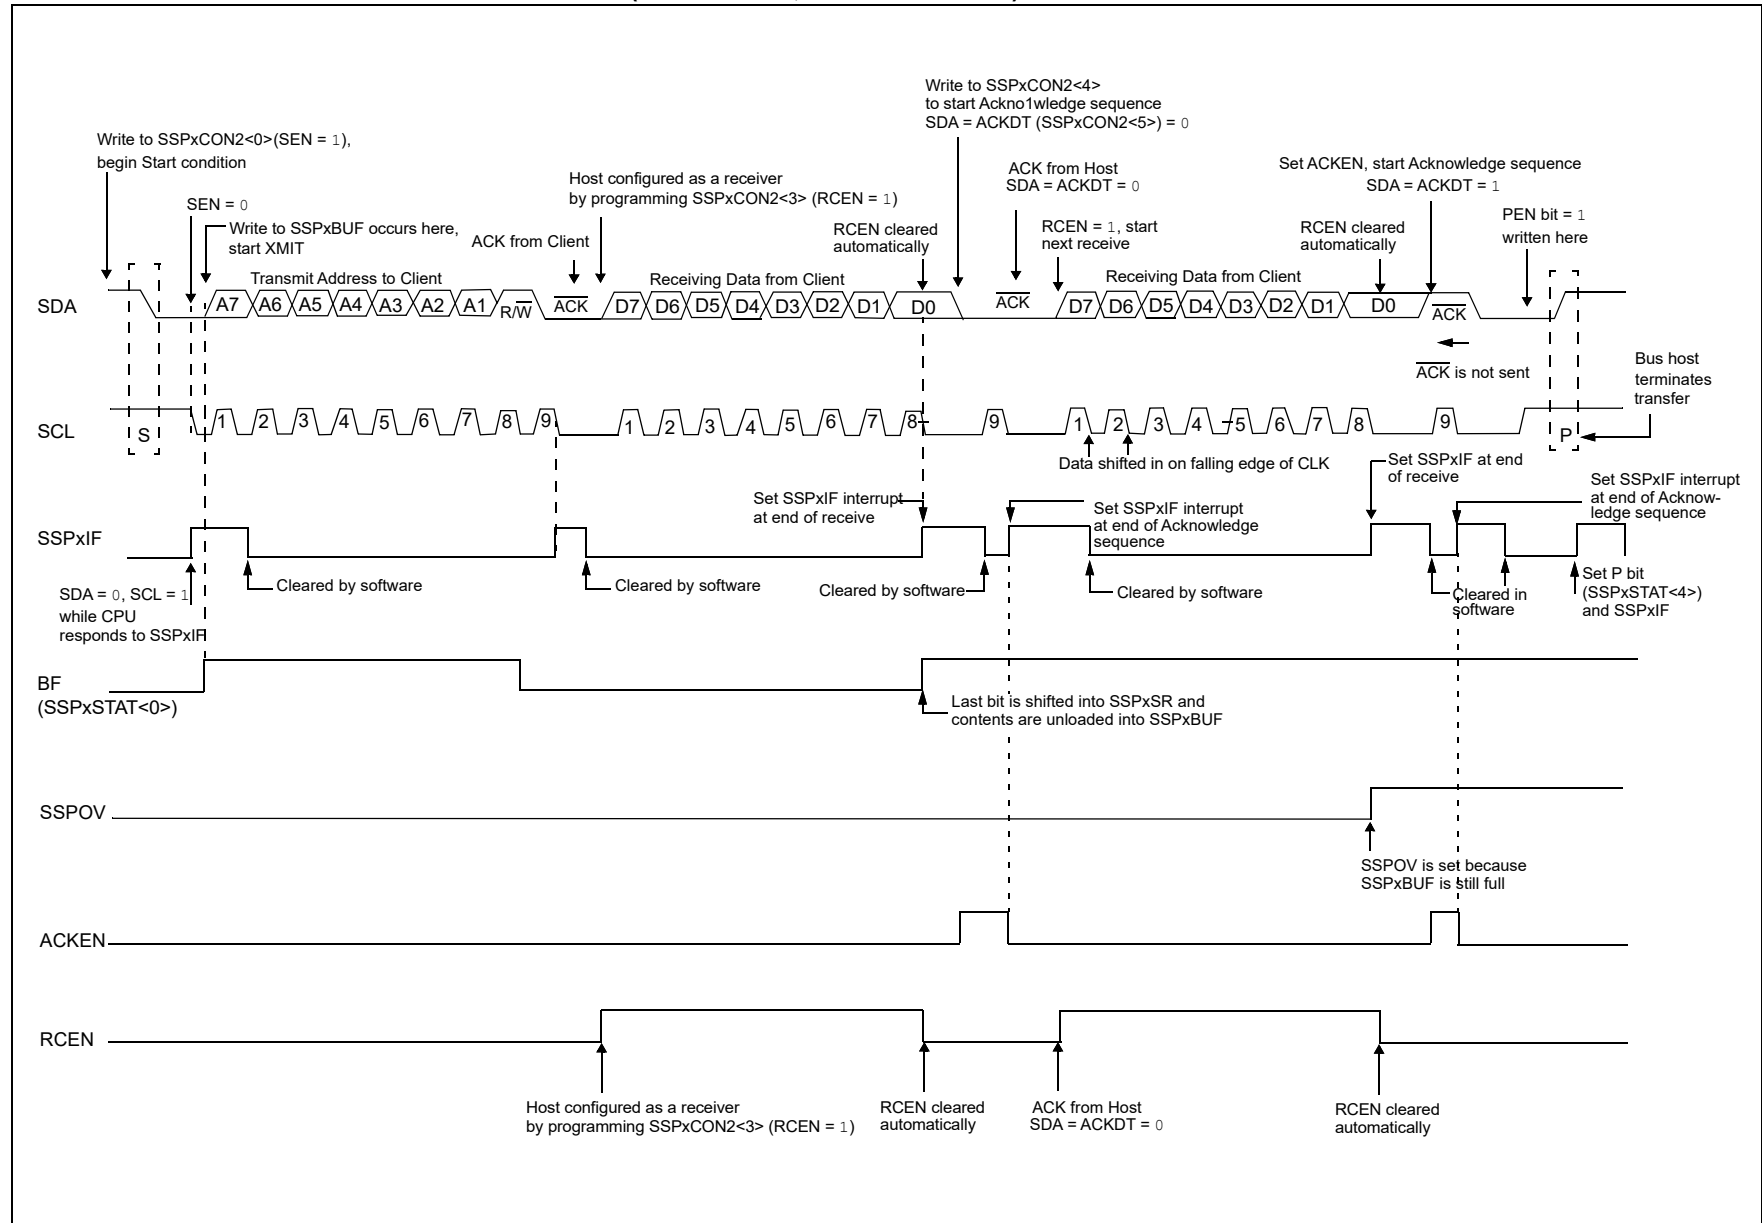 Write to SSPxCON2<4>
to start Ackno1wledge sequence
SDA = ACKDT (SSPxCON2<5>) = 0
Write to SSPxCON2<0>(SEN = 1),
begin Start condition
ACK from Host
SDA = ACKDT = 0
Set ACKEN, start Acknowledge sequence
SDA = ACKDT = 1
Host configured as a receiver
by programming SSPxCON2<3> (RCEN = 1)
SEN = 0
Write to SSPxBUF occurs here,
start XMIT
ACK from Client
RCEN cleared
automatically
RCEN = 1, start
next receive
RCEN cleared
automatically
PEN bit = 1
written here
Transmit Address to Client
Receiving Data from Client
Receiving Data from Client
SDA
A7 A6 A5 A4 A3 A2 A1 R/W ACK D7 D6 D5 D4 D3 D2 D1 D0 ACK D7 D6 D5 D4 D3 D2 D1 D0 ACK
ACK is not sent
Bus host
terminates
transfer
SCL
S 1 2 3 4 5 6 7 8 9 1 2 3 4 5 6 7 8 9 1 2 3 4 5 6 7 8 9 P
Data shifted in on falling edge of CLK
Set SSPxIF at end
of receive
Set SSPxIF interrupt
at end of receive
Set SSPxIF interrupt
at end of Acknowledge
sequence
Set SSPxIF interrupt
at end of Acknow-
ledge sequence
SSPxIF
Cleared by software
Cleared by software
Cleared by software
Cleared by software
Cleared in
software
Set P bit
(SSPxSTAT<4>)
and SSPxIF
SDA = 0, SCL = 1
while CPU
responds to SSPxIF
BF
(SSPxSTAT<0>)
Last bit is shifted into SSPxSR and
contents are unloaded into SSPxBUF
SSPOV
SSPOV is set because
SSPxBUF is still full
ACKEN
RCEN
Host configured as a receiver
by programming SSPxCON2<3> (RCEN = 1)
RCEN cleared
automatically
ACK from Host
SDA = ACKDT = 0
RCEN cleared
automatically